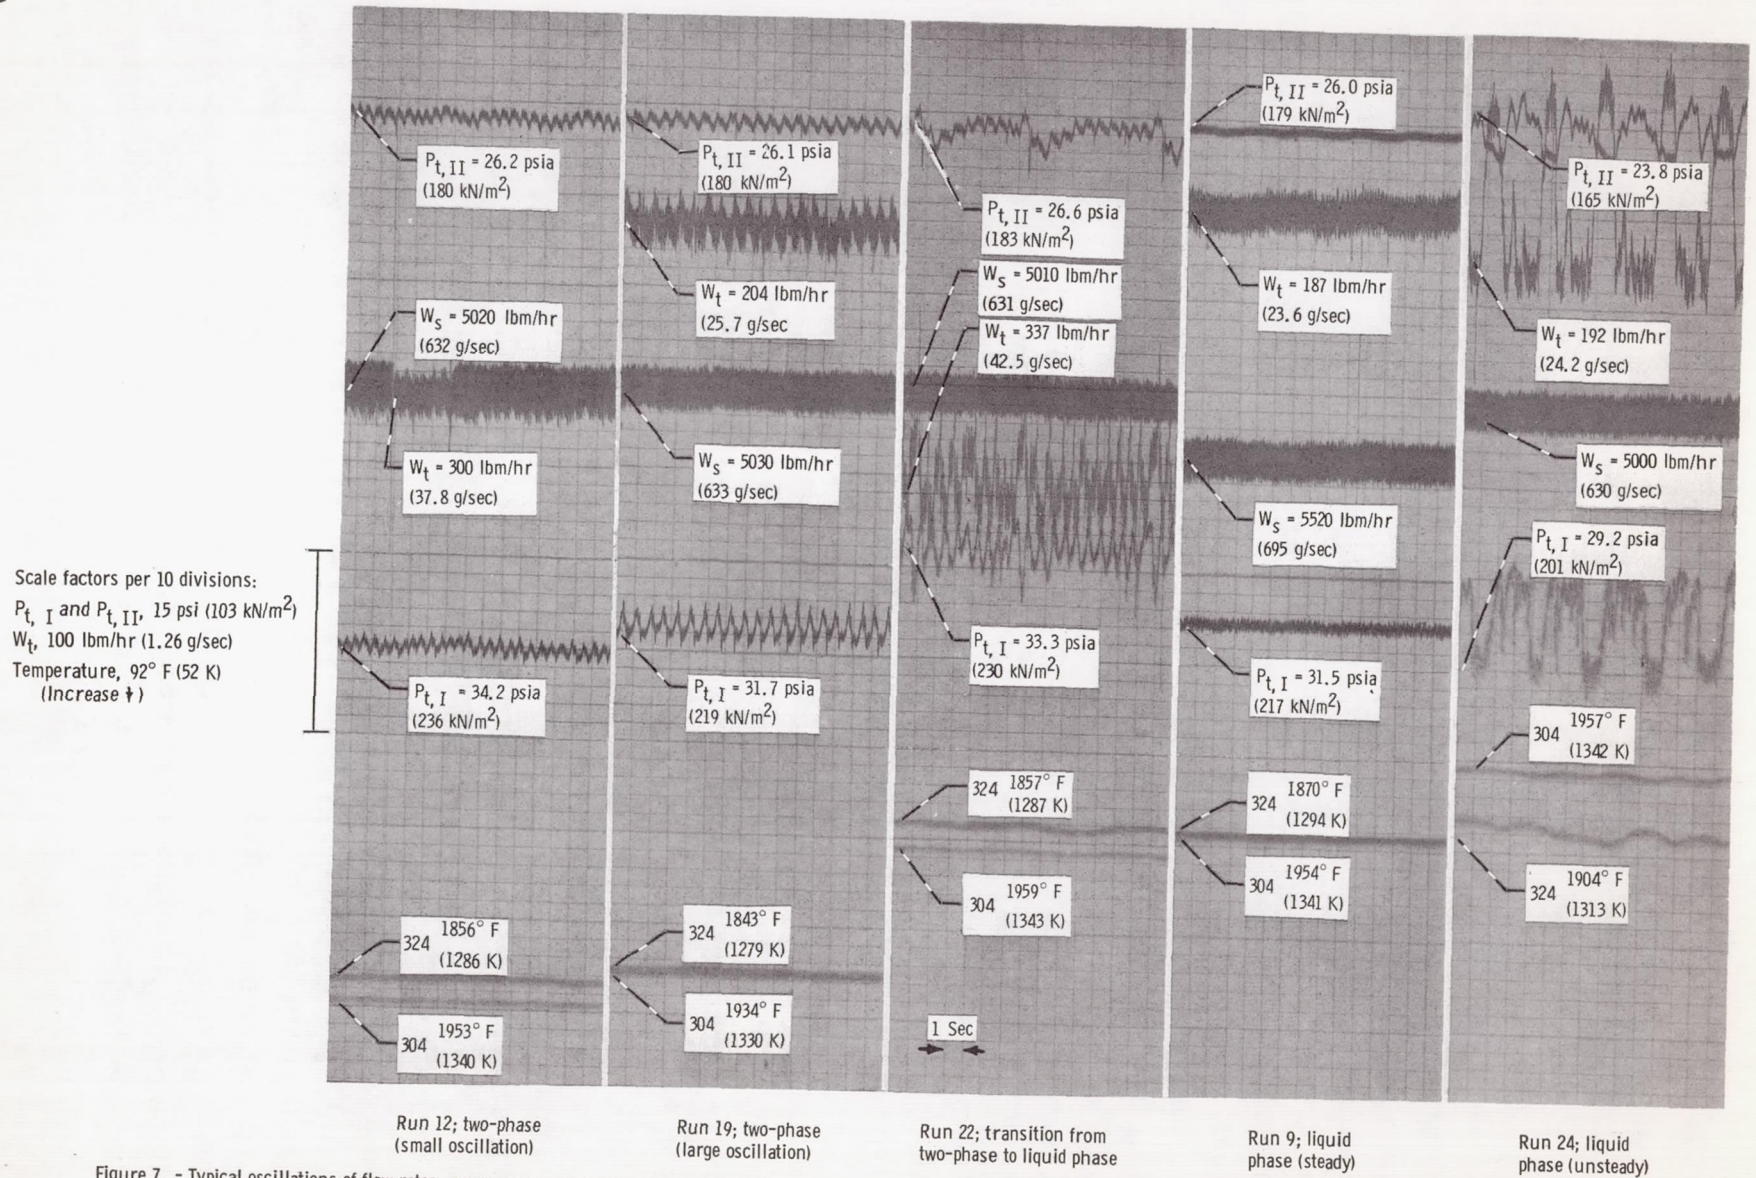 Scale factors per 10 divisions:
Pt, I and Pt, II, 15 psi (103 kN/m2)
Wt, 100 lbm/hr (1.26 g/sec)
Temperature, 92° F (52 K)
(Increase ↑)
Pt, II = 26.2 psia
(180 kN/m2)
Ws = 5020 lbm/hr
(632 g/sec)
Wt = 300 lbm/hr
(37.8 g/sec)
Pt, I = 34.2 psia
(236 kN/m2)
324 1856° F
(1286 K)
304 1953° F
(1340 K)
Run 12; two-phase
(small oscillation)
Pt, II = 26.1 psia
(180 kN/m2)
Wt = 204 lbm/hr
(25.7 g/sec
Ws = 5030 lbm/hr
(633 g/sec)
Pt, I = 31.7 psia
(219 kN/m2)
324 1843° F
(1279 K)
304 1934° F
(1330 K)
Run 19; two-phase
(large oscillation)
Pt, II = 26.6 psia
(183 kN/m2)
Ws = 5010 lbm/hr
(631 g/sec)
Wt = 337 lbm/hr
(42.5 g/sec)
Pt, I = 33.3 psia
(230 kN/m2)
324 1857° F
(1287 K)
304 1959° F
(1343 K)
1 Sec
Run 22; transition from
two-phase to liquid phase
Pt, II = 26.0 psia
(179 kN/m2)
Wt = 187 lbm/hr
(23.6 g/sec)
Ws = 5520 lbm/hr
(695 g/sec)
Pt, I = 31.5 psia
(217 kN/m2)
324 1870° F
(1294 K)
304 1954° F
(1341 K)
Run 9; liquid
phase (steady)
Pt, II = 23.8 psia
(165 kN/m2)
Wt = 192 lbm/hr
(24.2 g/sec)
Ws = 5000 lbm/hr
(630 g/sec)
Pt, I = 29.2 psia
(201 kN/m2)
304 1957° F
(1342 K)
324 1904° F
(1313 K)
Run 24; liquid
phase (unsteady)
Figure 7. - Typical oscillations of flow rates